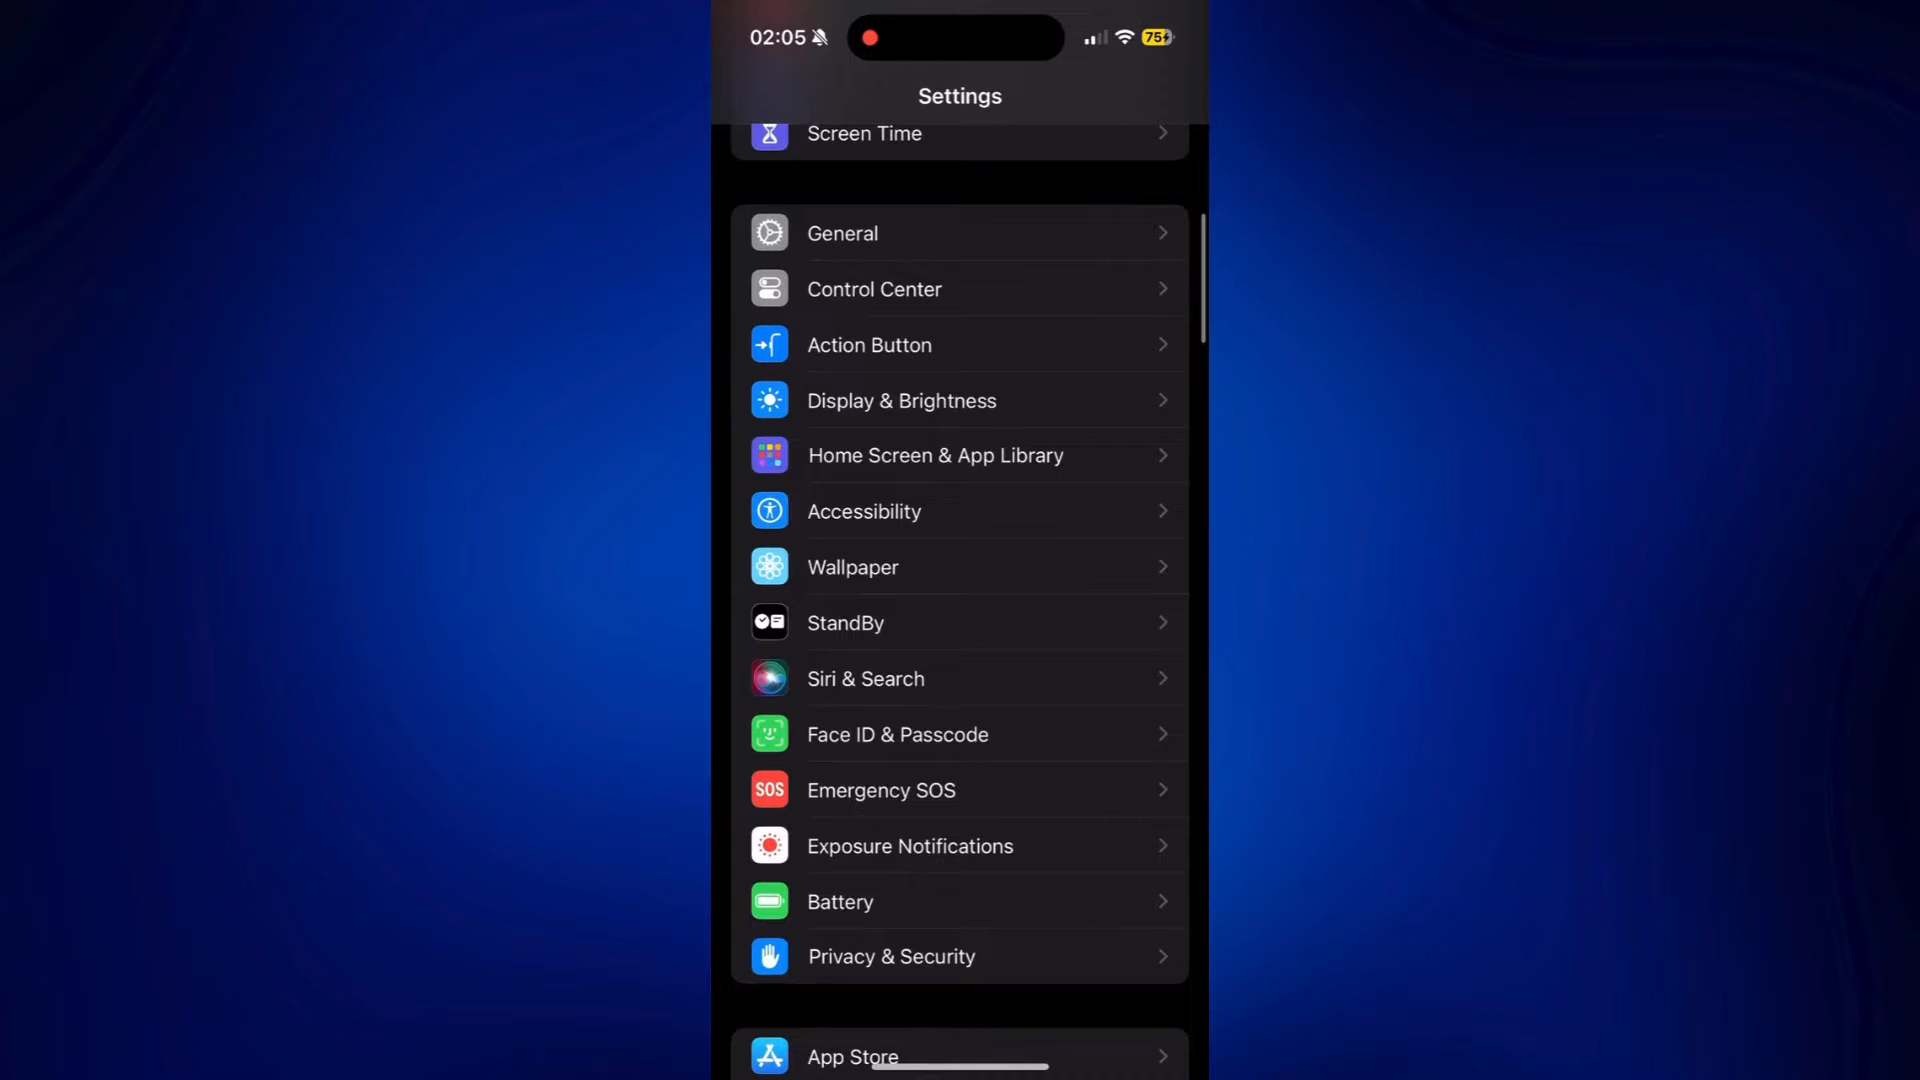 02:05
75
Settings
Screen Time
General
Control Center
Action Button
Display & Brightness
Home Screen & App Library
Accessibility
Wallpaper
StandBy
Siri & Search
Face ID & Passcode
SOS Emergency SOS
Exposure Notifications
Battery
Privacy & Security
App Store